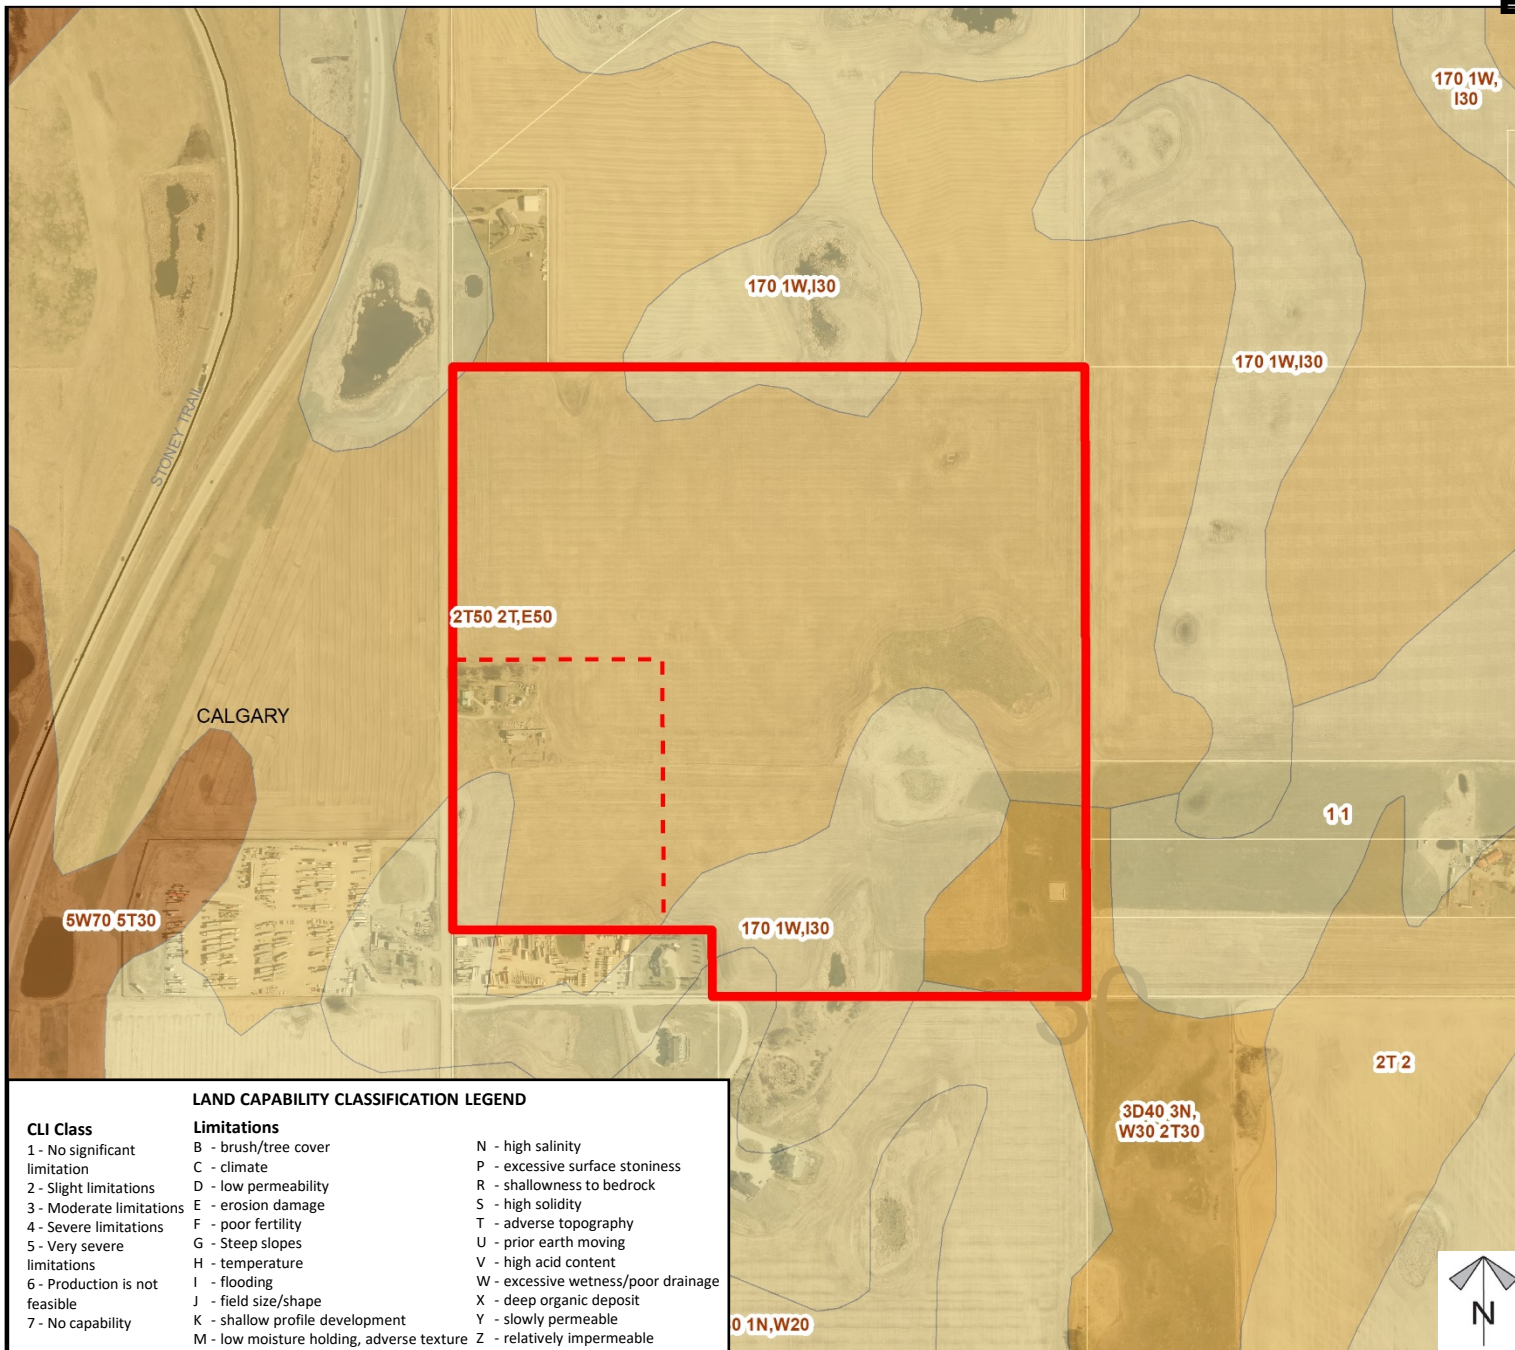 170 1W,
I30
170 1W,I30
170 1W,I30
STONEY TRAIL
2T50 2T,E50
CALGARY
11
5W70 5T30
170 1W,I30
30
2T 2
3D40 3N,
W30 2T30
0 1N,W20
N
LAND CAPABILITY CLASSIFICATION LEGEND
CLI Class
1 - No significant
limitation
2 - Slight limitations
3 - Moderate limitations
4 - Severe limitations
5 - Very severe
limitations
6 - Production is not
feasible
7 - No capability
Limitations
B - brush/tree cover
C - climate
D - low permeability
E - erosion damage
F - poor fertility
G - Steep slopes
H - temperature
I - flooding
J - field size/shape
K - shallow profile development
M - low moisture holding, adverse texture
N - high salinity
P - excessive surface stoniness
R - shallowness to bedrock
S - high solidity
T - adverse topography
U - prior earth moving
V - high acid content
W - excessive wetness/poor drainage
X - deep organic deposit
Y - slowly permeable
Z - relatively impermeable